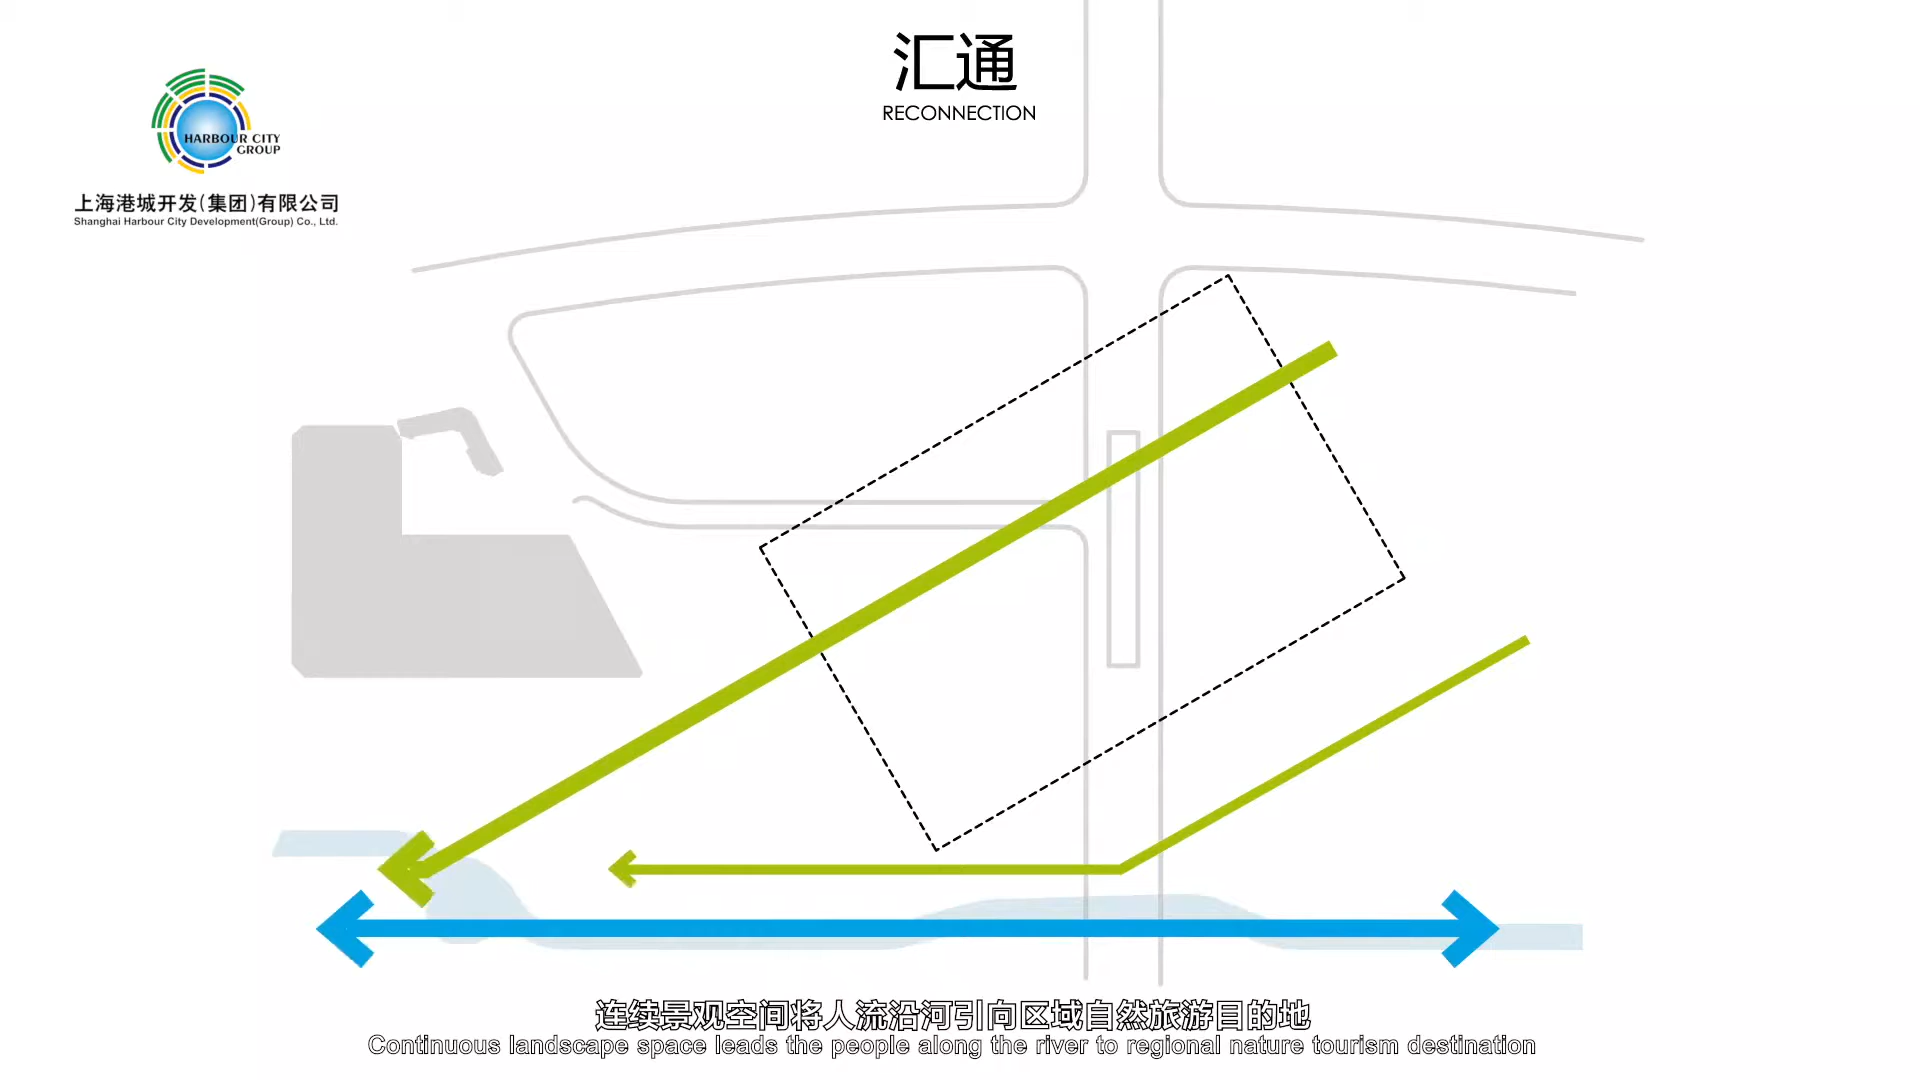 汇通
RECONNECTION
HARBOUR CITY
GROUP
上海港城开发(集团)有限公司
Shanghai Harbour City Development(Group) Co., Ltd.
连续景观空间将人流沿河引向区域自然旅游目的地
Continuous landscape space leads the people along the river to regional nature tourism destination